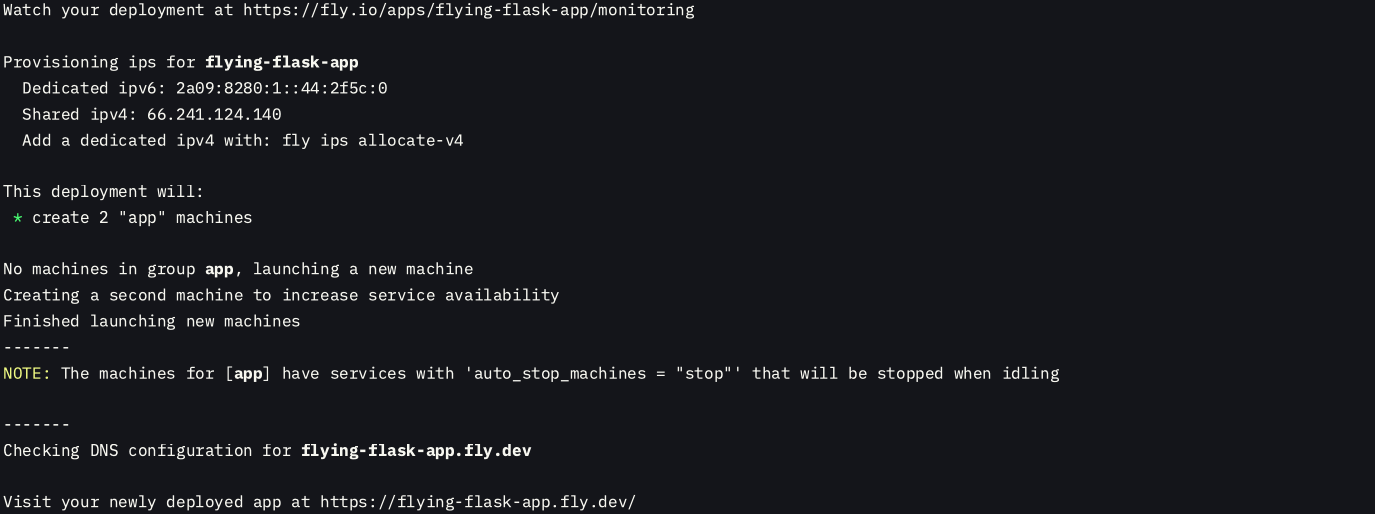 Watch your deployment at https://fly.io/apps/flying-flask-app/monitoring
Provisioning ips for flying-flask-app
Dedicated ipv6: 2a09:8280:1::44:2f5c:0
Shared ipv4: 66.241.124.140
Add a dedicated ipv4 with: fly ips allocate-v4
This deployment will:
* create 2 "app" machines
No machines in group app, launching a new machine
Creating a second machine to increase service availability
Finished launching new machines
-------
NOTE: The machines for [app] have services with 'auto_stop_machines = "stop"' that will be stopped when idling
-------
Checking DNS configuration for flying-flask-app.fly.dev
Visit your newly deployed app at https://flying-flask-app.fly.dev/